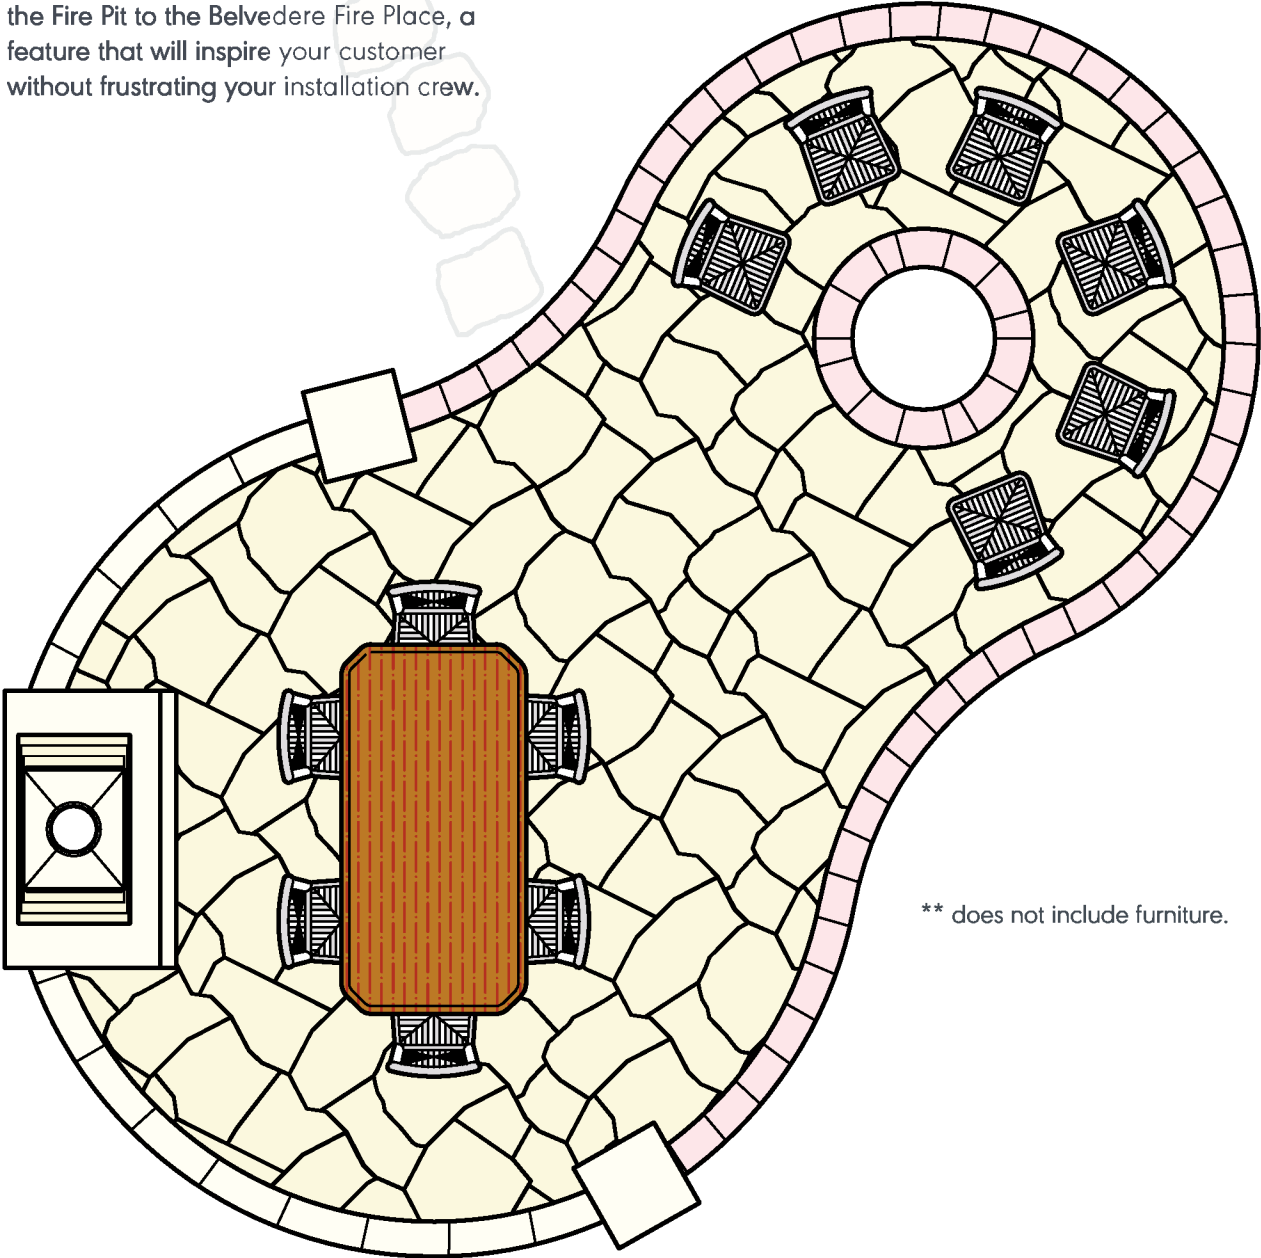 the Fire Pit to the Belvedere Fire Place, a
feature that will inspire your customer
without frustrating your installation crew.
** does not include furniture.